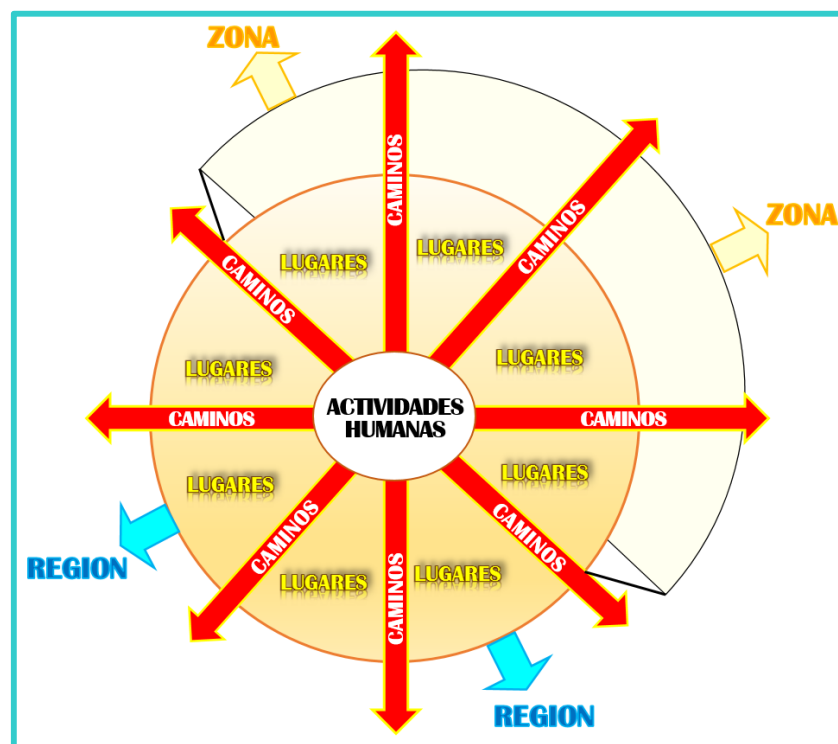 ZONA
CAMINOS
LUGARES
LUGARES
CAMINOS
ZONA
CAMINOS
LUGARES
LUGARES
CAMINOS
ACTIVIDADES
HUMANAS
CAMINOS
LUGARES
LUGARES
CAMINOS
CAMINOS
REGION
LUGARES
LUGARES
CAMINOS
REGION